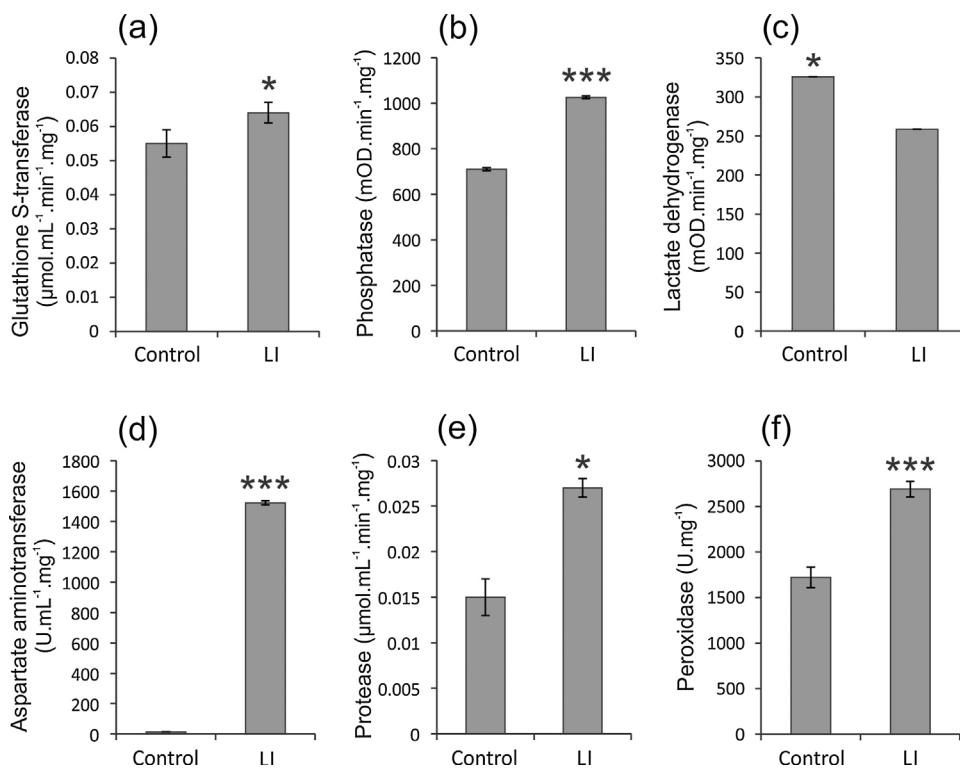 (a)
Glutathione S-transferase
(µmol.mL⁻¹.min⁻¹.mg⁻¹)
0.08
0.07
0.06
0.05
0.04
0.03
0.02
0.01
0
*
Control LI
(b)
Phosphatase (mOD.min⁻¹.mg⁻¹)
1200
1000
800
600
400
200
0
***
Control LI
(c)
Lactate dehydrogenase
(mOD.min⁻¹.mg⁻¹)
350
300
250
200
150
100
50
0
*
Control LI
(d)
Aspartate aminotransferase
(U.mL⁻¹.mg⁻¹)
1800
1600
1400
1200
1000
800
600
400
200
0
***
Control LI
(e)
Protease (µmol.mL⁻¹.min⁻¹.mg⁻¹)
0.03
0.025
0.02
0.015
0.01
0.005
0
*
Control LI
(f)
Peroxidase (U.mg⁻¹)
3000
2500
2000
1500
1000
500
0
***
Control LI